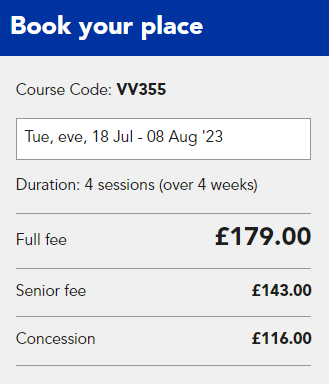 Book your place
Course Code: VV355
Tue, eve, 18 Jul - 08 Aug '23
Duration: 4 sessions (over 4 weeks)
Full fee £179.00
Senior fee £143.00
Concession £116.00